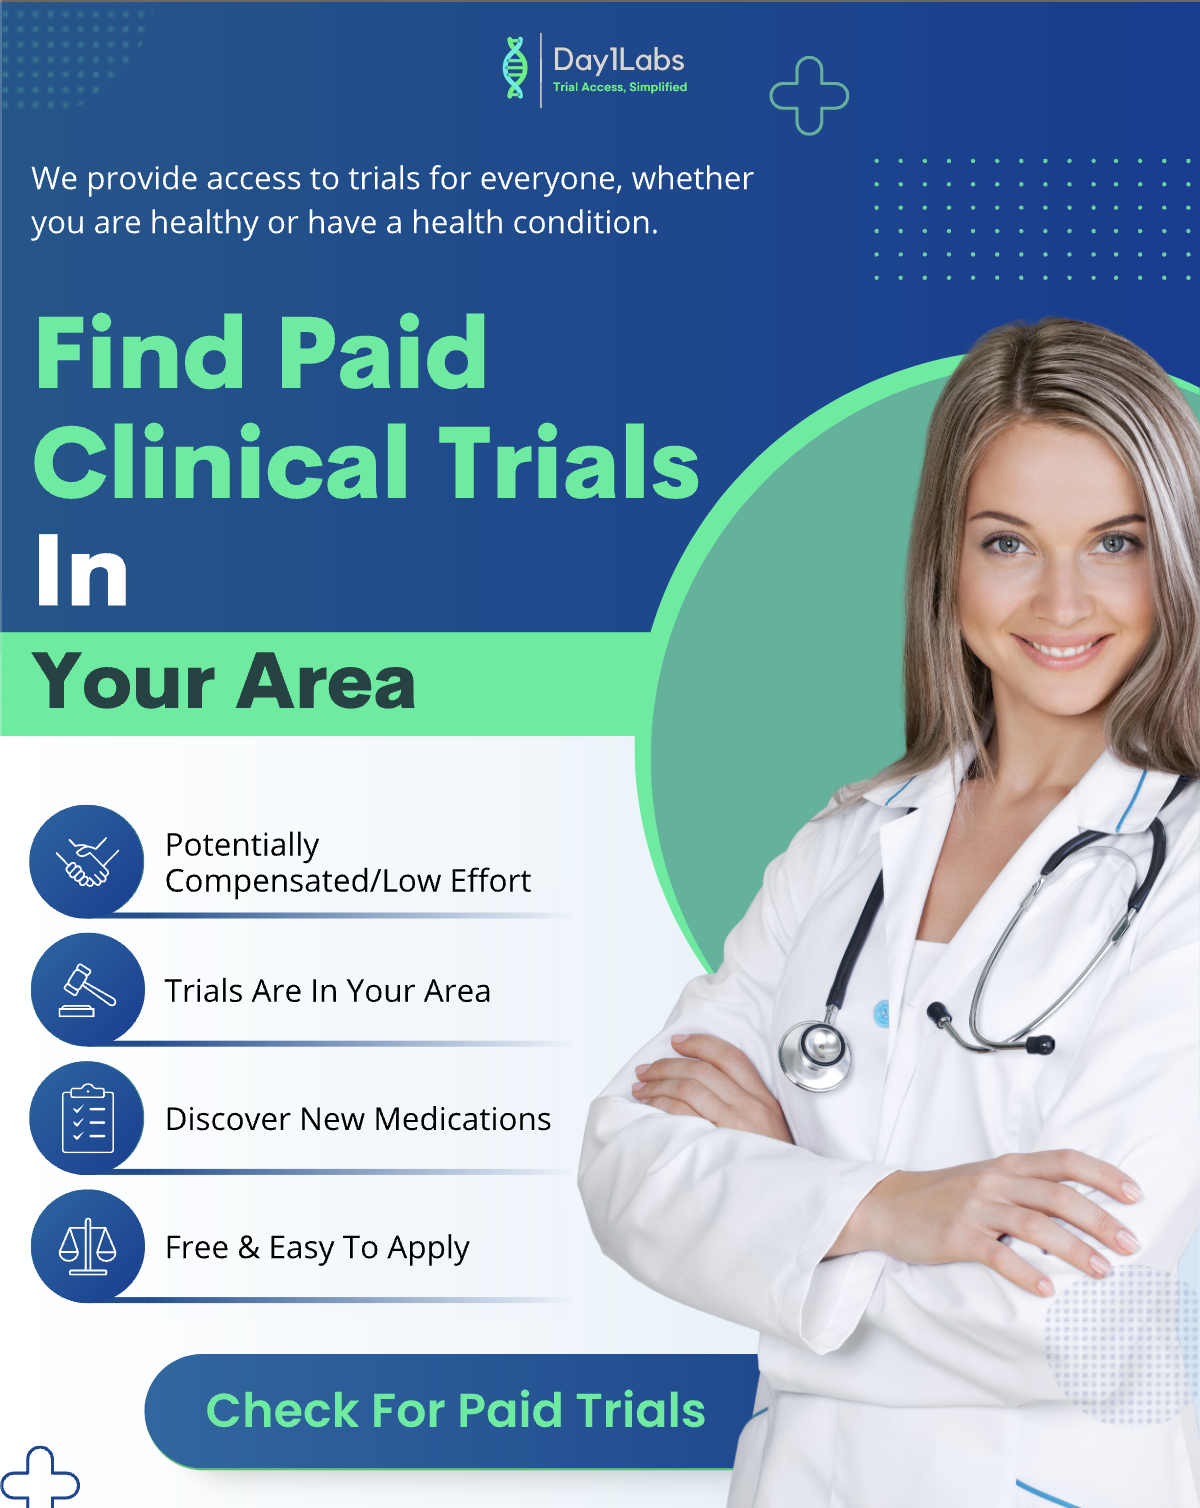 Day1Labs
Trial Access, Simplified
We provide access to trials for everyone, whether
you are healthy or have a health condition.
Find Paid
Clinical Trials
In
Your Area
Potentially
Compensated/Low Effort
Trials Are In Your Area
Discover New Medications
Free & Easy To Apply
Check For Paid Trials